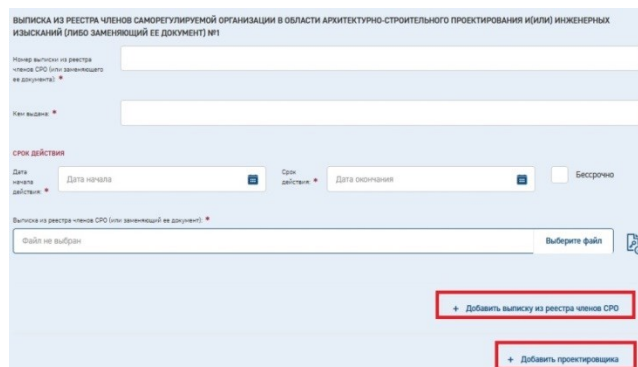 ВЫПИСКА ИЗ РЕЕСТРА ЧЛЕНОВ САМОРЕГУЛИРУЕМОЙ ОРГАНИЗАЦИИ В ОБЛАСТИ АРХИТЕКТУРНО-СТРОИТЕЛЬНОГО ПРОЕКТИРОВАНИЯ И(ИЛИ) ИНЖЕНЕРНЫХ
ИЗЫСКАНИЙ (ЛИБО ЗАМЕНЯЮЩИЙ ЕЕ ДОКУМЕНТ) №1
Номер выписки из реестра
членов СРО (или заменяющего
ее документа): *
Кем выдана: *
СРОК ДЕЙСТВИЯ
Дата
начала
действия: *
Дата начала
Срок
действия: *
Дата окончания
Бессрочно
Выписка из реестра членов СРО (или заменяющий ее документ): *
Файл не выбран
Выберите файл
+ Добавить выписку из реестра членов СРО
+ Добавить проектировщика